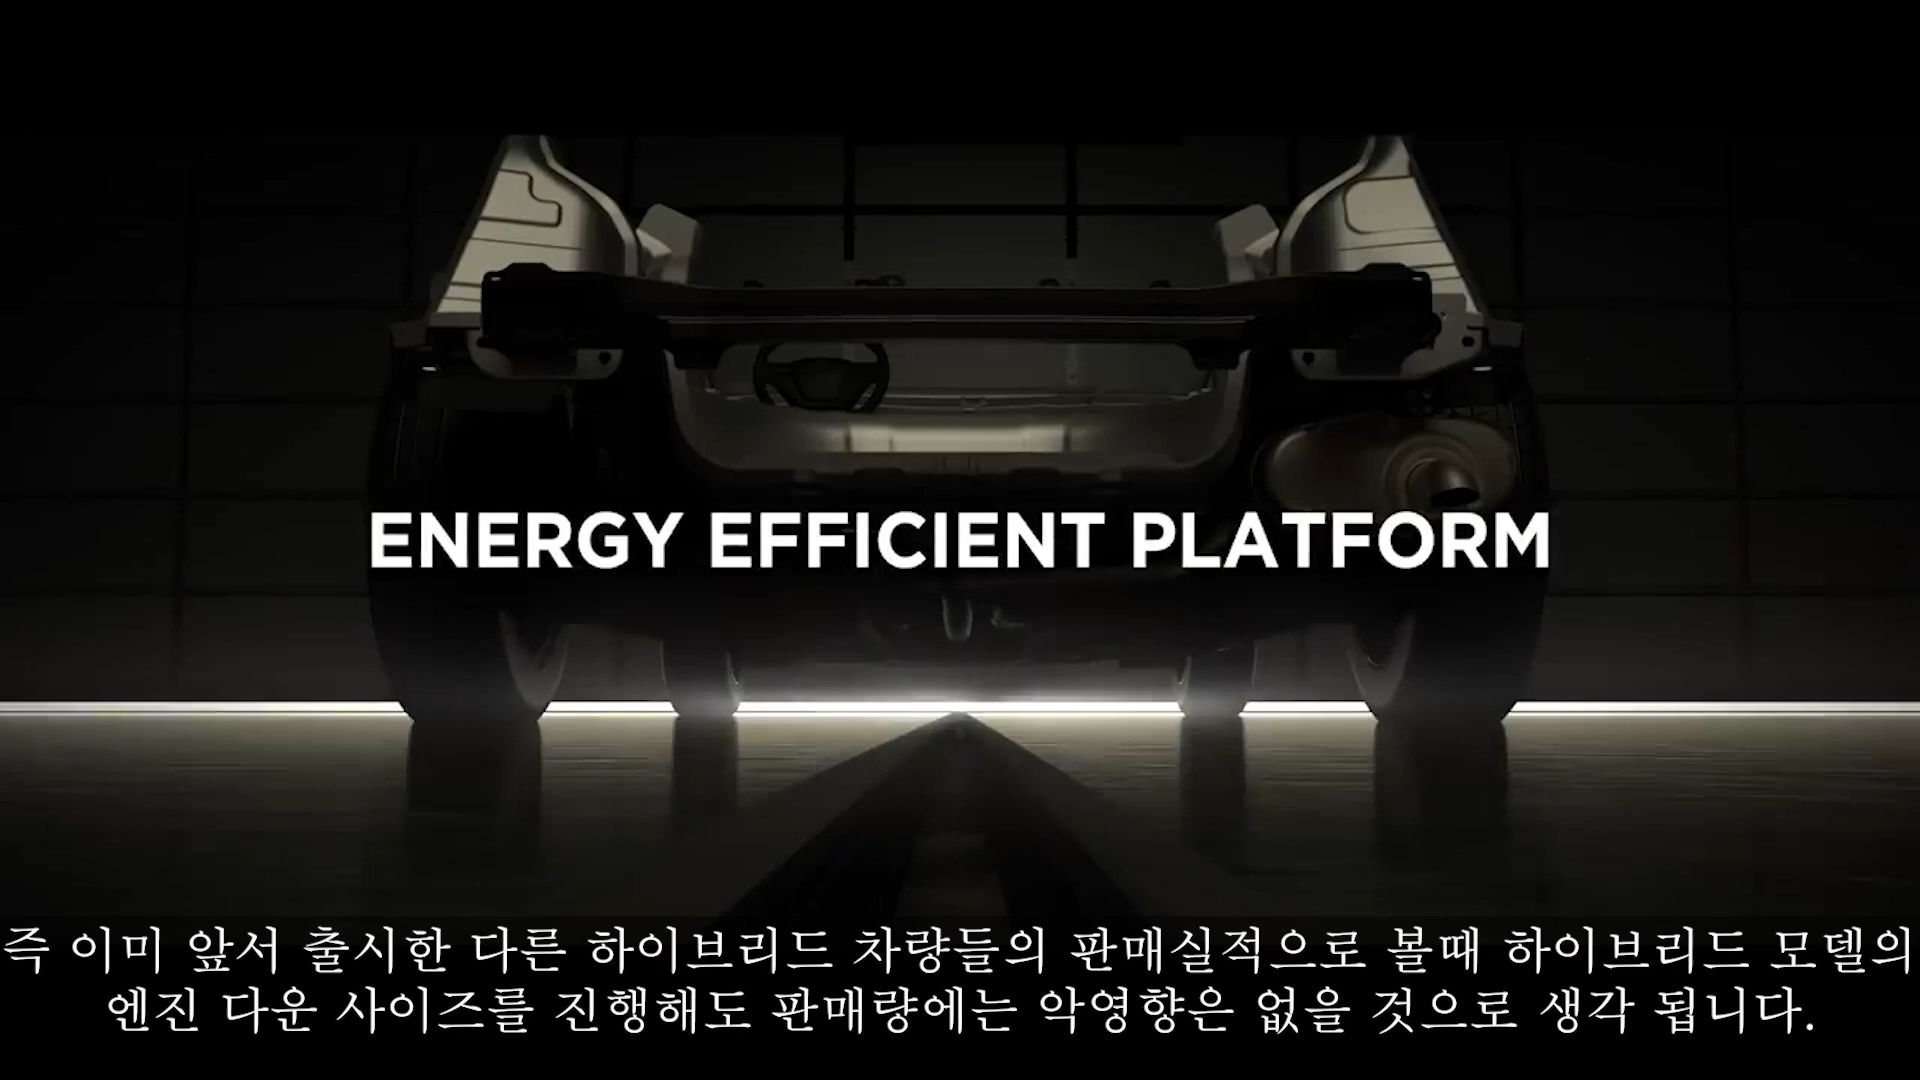 ENERGY EFFICIENT PLATFORM
즉 이미 앞서 출시한 다른 하이브리드 차량들의 판매실적으로 볼때 하이브리드 모델의
엔진 다운 사이즈를 진행해도 판매량에는 악영향은 없을 것으로 생각 됩니다.